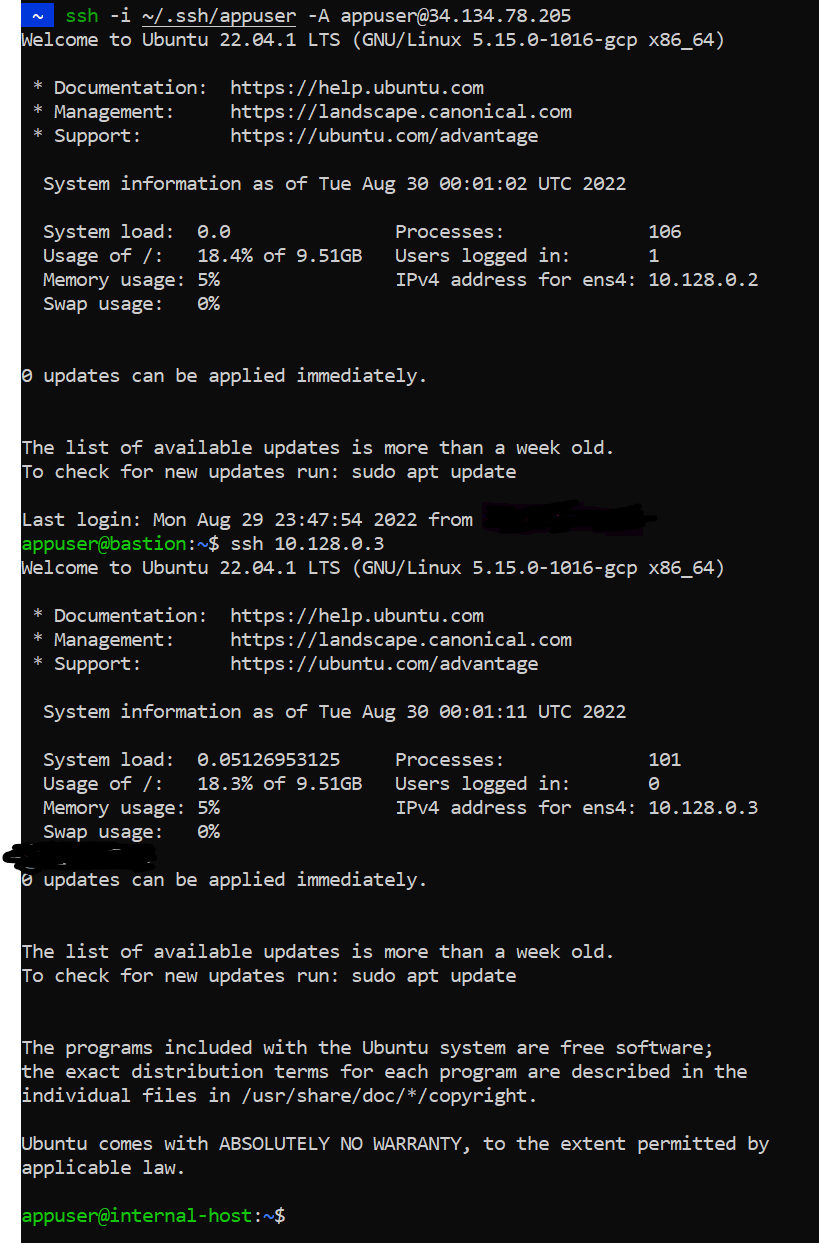 ~ ssh -i ~/.ssh/appuser -A appuser@34.134.78.205
Welcome to Ubuntu 22.04.1 LTS (GNU/Linux 5.15.0-1016-gcp x86_64)
* Documentation:  https://help.ubuntu.com
* Management:     https://landscape.canonical.com
* Support:        https://ubuntu.com/advantage
System information as of Tue Aug 30 00:01:02 UTC 2022
System load:  0.0               Processes:             106
Usage of /:   18.4% of 9.51GB   Users logged in:       1
Memory usage: 5%                IPv4 address for ens4: 10.128.0.2
Swap usage:   0%
0 updates can be applied immediately.
The list of available updates is more than a week old.
To check for new updates run: sudo apt update
Last login: Mon Aug 29 23:47:54 2022 from
appuser@bastion:~$ ssh 10.128.0.3
Welcome to Ubuntu 22.04.1 LTS (GNU/Linux 5.15.0-1016-gcp x86_64)
* Documentation:  https://help.ubuntu.com
* Management:     https://landscape.canonical.com
* Support:        https://ubuntu.com/advantage
System information as of Tue Aug 30 00:01:11 UTC 2022
System load:  0.05126953125     Processes:             101
Usage of /:   18.3% of 9.51GB   Users logged in:       0
Memory usage: 5%                IPv4 address for ens4: 10.128.0.3
Swap usage:   0%
0 updates can be applied immediately.
The list of available updates is more than a week old.
To check for new updates run: sudo apt update
The programs included with the Ubuntu system are free software;
the exact distribution terms for each program are described in the
individual files in /usr/share/doc/*/copyright.
Ubuntu comes with ABSOLUTELY NO WARRANTY, to the extent permitted by
applicable law.
appuser@internal-host:~$